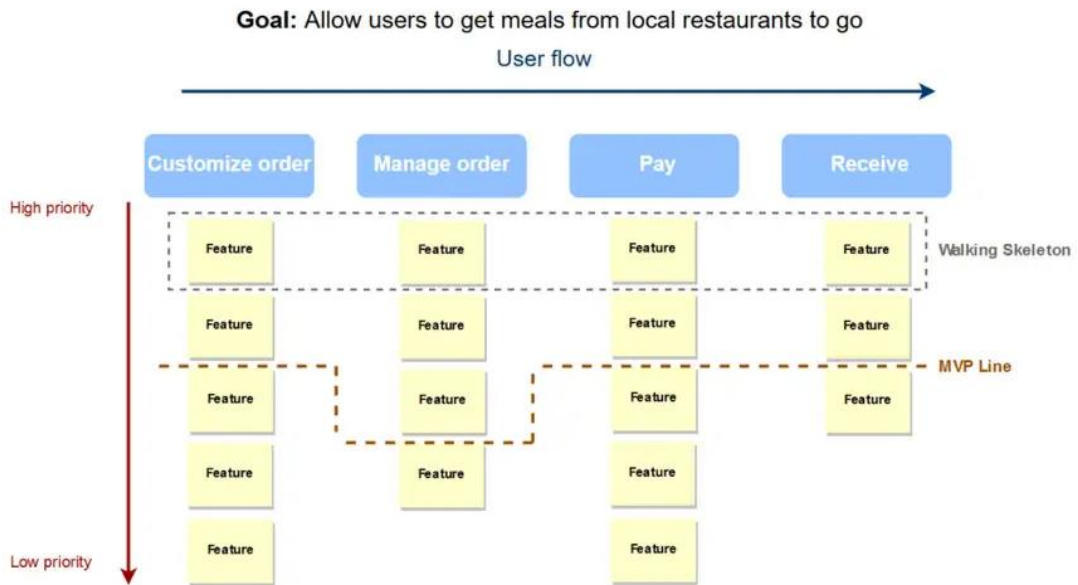 Goal: Allow users to get meals from local restaurants to go
User flow
Customize order
Manage order
Pay
Receive
High priority
Feature
Feature
Feature
Feature
Walking Skeleton
Feature
Feature
Feature
Feature
MVP Line
Feature
Feature
Feature
Feature
Feature
Feature
Feature
Feature
Feature
Low priority